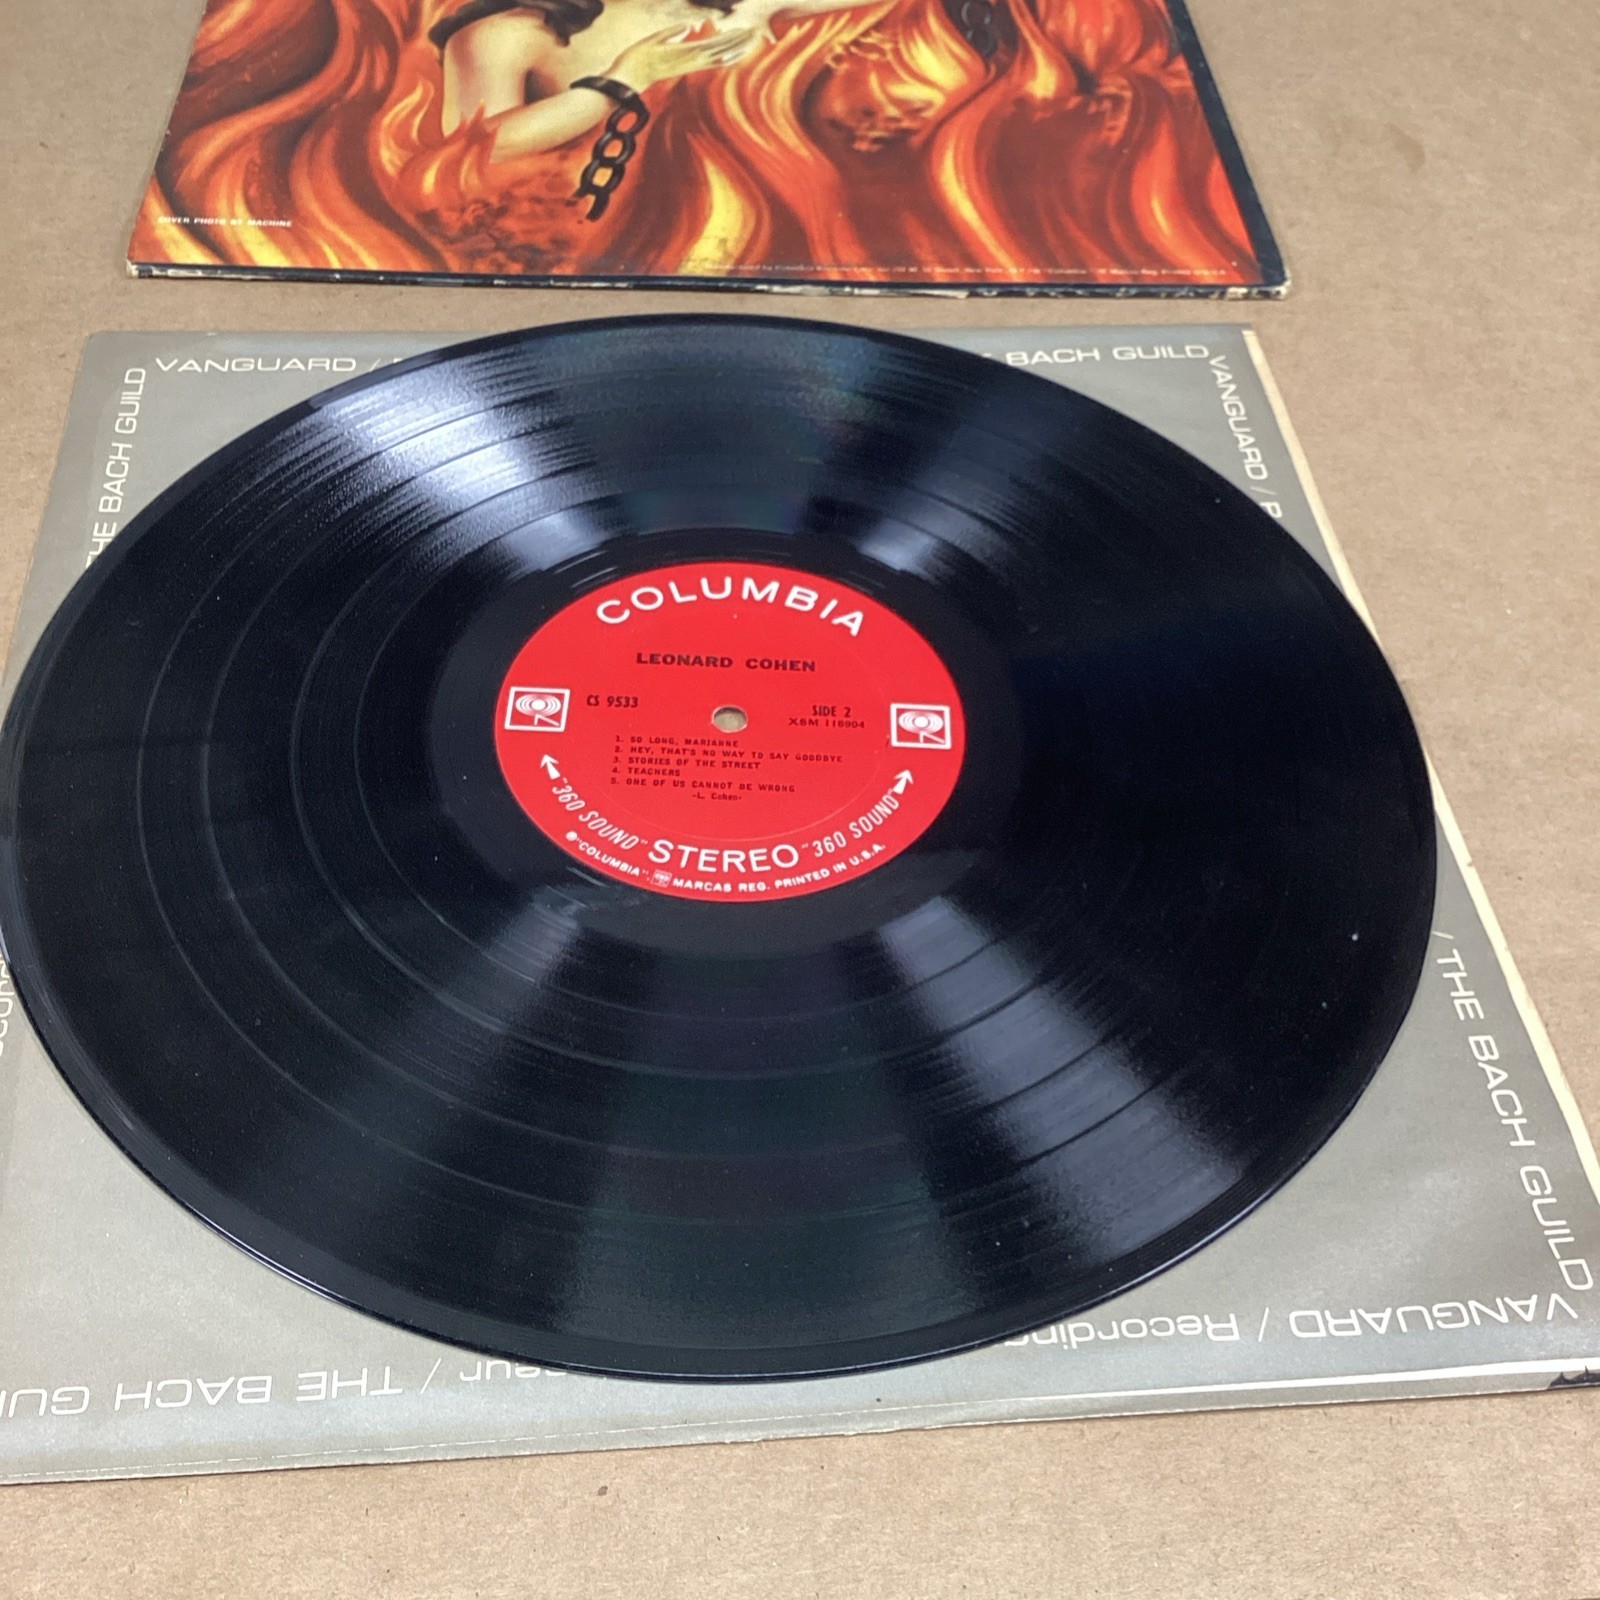 COVER PHOTO BY MACHINE
VANGUARD /
BACH GUILD
THE BACH GUILD
VANGUARD /
COLUMBIA
LEONARD COHEN
CS 9533
SIDE 2
XSM 118904
1. SO LONG, MARIANNE
2. HEY, THAT'S NO WAY TO SAY GOODBYE
3. STORIES OF THE STREET
4. TEACHERS
5. ONE OF US CANNOT BE WRONG
-L. Cohen-
"360 SOUND" STEREO "360 SOUND"
® "COLUMBIA", MARCAS REG. PRINTED IN U.S.A.
/ THE BACH GUILD
VANGUARD / Recordings
/ THE BACH